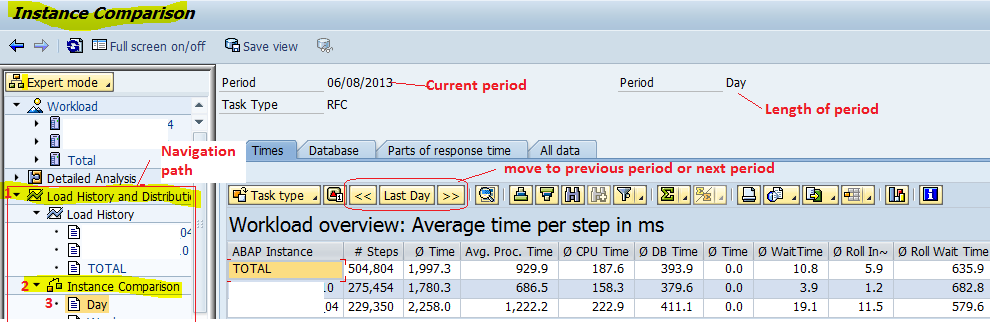 Instance Comparison
Full screen on/off Save view
Expert mode
Workload
4
Total
Detailed Analysis
1 Load History and Distributi
Load History
04
.0
TOTAL
2 Instance Comparison
3 Day
Navigation path
Period 06/08/2013 Current period
Period Day
Length of period
Task Type RFC
Times Database Parts of response time All data
move to previous period or next period
Task type << Last Day >>
Workload overview: Average time per step in ms
ABAP Instance # Steps Ø Time Avg. Proc. Time Ø CPU Time Ø DB Time Ø Time Ø WaitTime Ø Roll In~ Ø Roll Wait Time
TOTAL 504,804 1,997.3 929.9 187.6 393.9 0.0 10.8 5.9 635.9
.0 275,454 1,780.3 686.5 158.3 379.6 0.0 3.9 1.2 682.8
_04 229,350 2,258.0 1,222.2 222.9 411.1 0.0 19.1 11.5 579.6